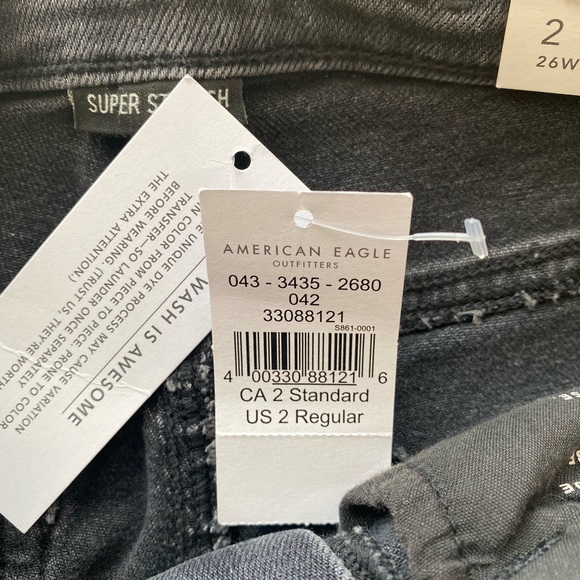 2
26W
SUPER
AMERICAN EAGLE
OUTFITTERS
043 - 3435 - 2680
042
33088121
S861-0001
4 00330 88121 6
CA 2 Standard
US 2 Regular
WASH IS AWESOME
UNIQUE DYE PROCESS MAY CAUSE VARIATION
IN COLOR FROM PIECE TO PIECE: PRONE TO COLOR
TRANSFER–SO LAUNDER ONCE SEPARATELY
BEFORE WEARING. (TRUST US, THEY'RE WORTH
THE EXTRA ATTENTION.)